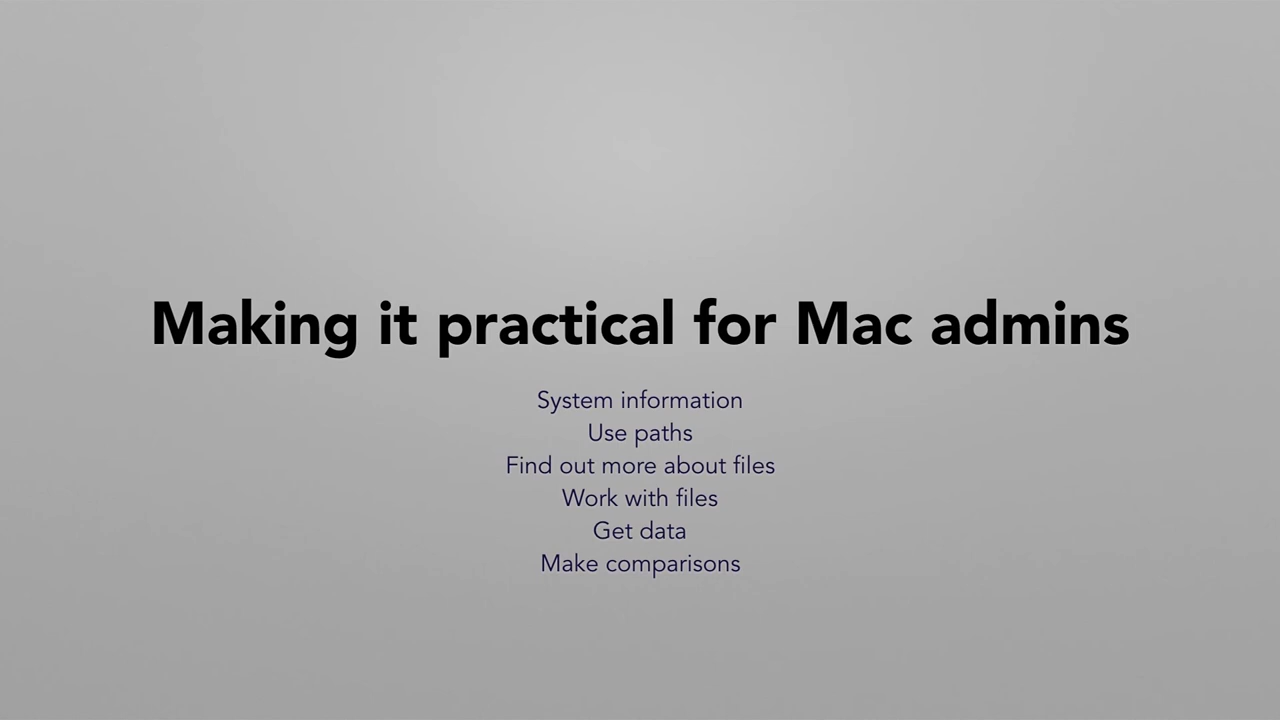 Making it practical for Mac admins
System information
Use paths
Find out more about files
Work with files
Get data
Make comparisons